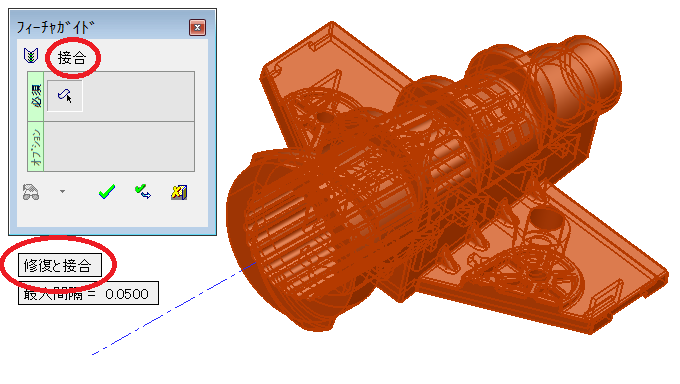 フィーチャガイド
接合
必須
オプション
修復と接合
最大間隔 = 0.0500